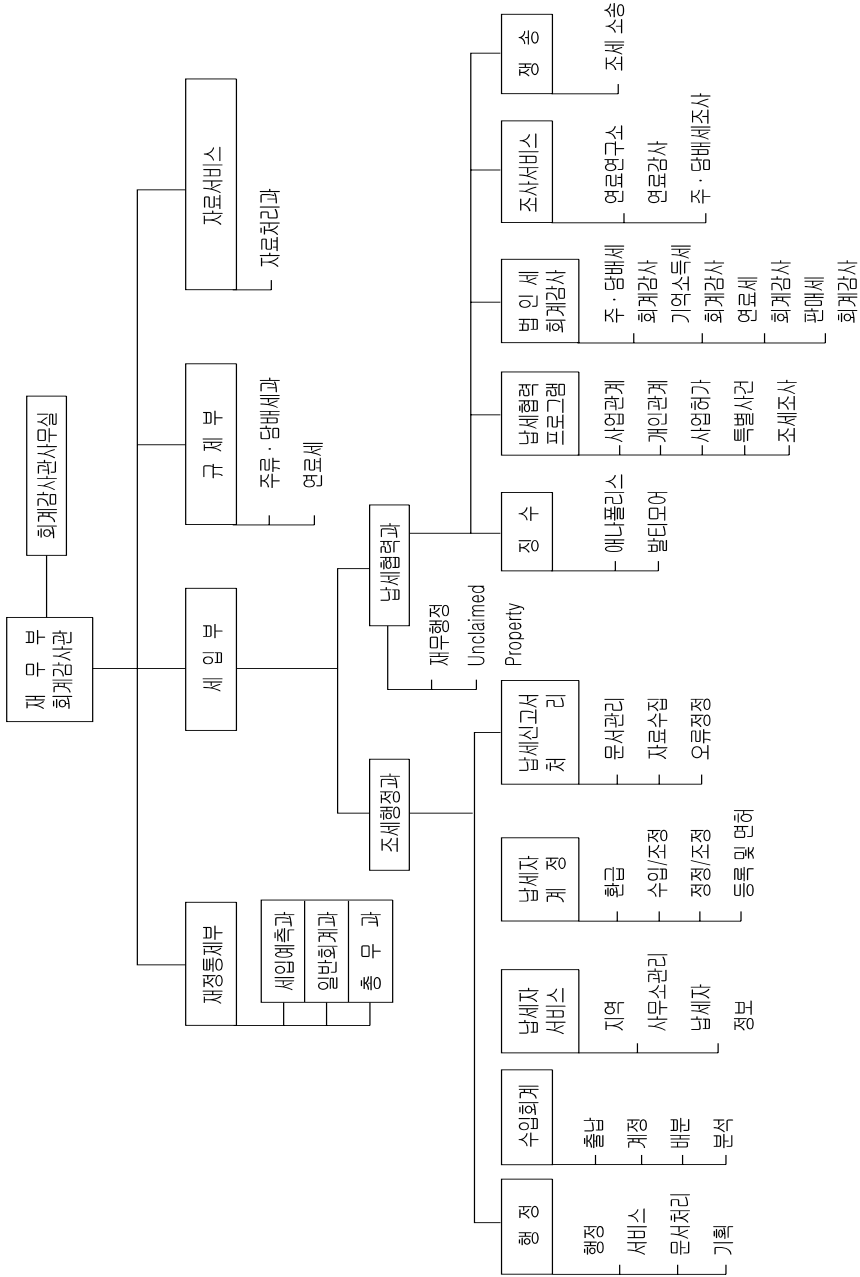 재 무 부
회계감사관
회계감사관사무실
재정통제부
세입예측과
일반회계과
총 무 과
세 입 부
규 제 부
주류·담배세과
연료세
자료서비스
자료처리과
조세행정과
납세협력과
재무행정
Unclaimed
Property
행 정
행정
서비스
문서처리
기획
수입회계
출납
계정
배분
분석
납세자
서비스
지역
사무소관리
납세자
정보
납세자
계 정
환급
수입/조정
정정/조정
등록 및 면허
납세신고서
처 리
문서관리
자료수집
오류정정
징 수
애나폴리스
발티모어
납세협력
프로그램
사업관계
개인관계
사업허가
특별사건
조세조사
법 인 세
회계감사
주·담배세
회계감사
기억소득세
회계감사
연료세
회계감사
판매세
회계감사
조사서비스
연료연구소
연료감사
주·담배세조사
쟁 송
조세 소송